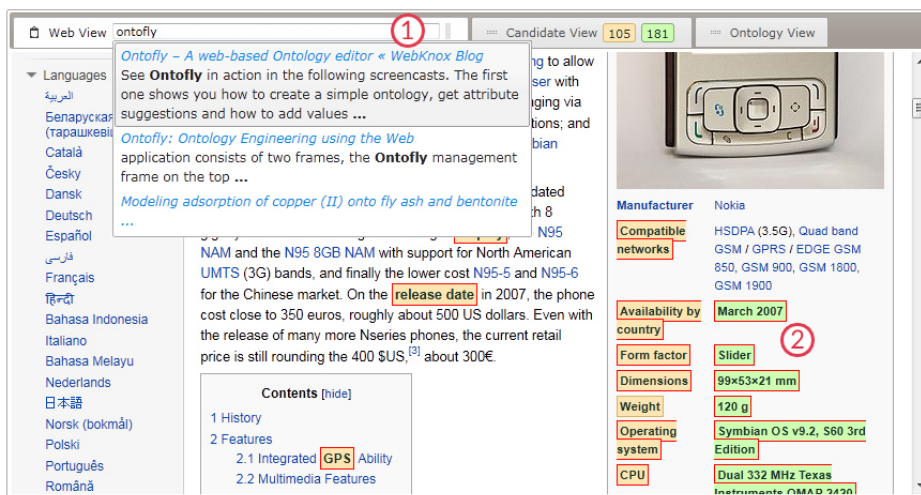 Web View ontofly
1
Candidate View 105 181
Ontology View
Ontofly – A web-based Ontology editor « WebKnox Blog
See Ontofly in action in the following screencasts. The first
one shows you how to create a simple ontology, get attribute
suggestions and how to add values ...
Ontofly: Ontology Engineering using the Web
application consists of two frames, the Ontofly management
frame on the top ...
Modeling adsorption of copper (II) onto fly ash and bentonite
...
Languages
العربية
Беларуская
(тарашкевіц
Català
Česky
Dansk
Deutsch
Español
فارسی
Français
हिन्दी
Bahasa Indonesia
Italiano
Bahasa Melayu
Nederlands
日本語
Norsk (bokmål)
Polski
Português
Română
to allow
with
ging via
tions; and
bian
dated
th 8
N95
NAM and the N95 8GB NAM with support for North American
UMTS (3G) bands, and finally the lower cost N95-5 and N95-6
for the Chinese market. On the release date in 2007, the phone
cost close to 350 euros, roughly about 500 US dollars. Even with
the release of many more Nseries phones, the current retail
price is still rounding the 400 $US,[3] about 300€.
Contents [hide]
1 History
2 Features
2.1 Integrated GPS Ability
2.2 Multimedia Features
Manufacturer Nokia
Compatible networks
HSDPA (3.5G), Quad band
GSM / GPRS / EDGE GSM
850, GSM 900, GSM 1800,
GSM 1900
Availability by March 2007
country
2
Form factor Slider
Dimensions 99×53×21 mm
Weight 120 g
Operating Symbian OS v9.2, S60 3rd
system Edition
CPU Dual 332 MHz Texas
Instruments OMAP 2420